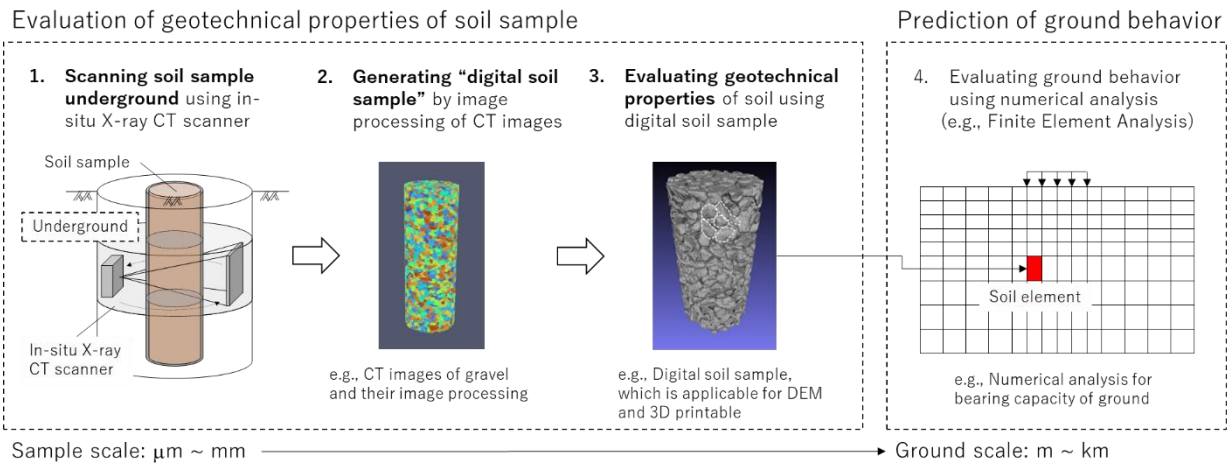 Evaluation of geotechnical properties of soil sample
Prediction of ground behavior
1. Scanning soil sample
underground using in-
situ X-ray CT scanner
Soil sample
Underground
In-situ X-ray
CT scanner
2. Generating “digital soil
sample” by image
processing of CT images
e.g., CT images of gravel
and their image processing
3. Evaluating geotechnical
properties of soil using
digital soil sample
e.g., Digital soil sample,
which is applicable for DEM
and 3D printable
4. Evaluating ground behavior
using numerical analysis
(e.g., Finite Element Analysis)
Soil element
e.g., Numerical analysis for
bearing capacity of ground
Sample scale: μm ~ mm
Ground scale: m ~ km